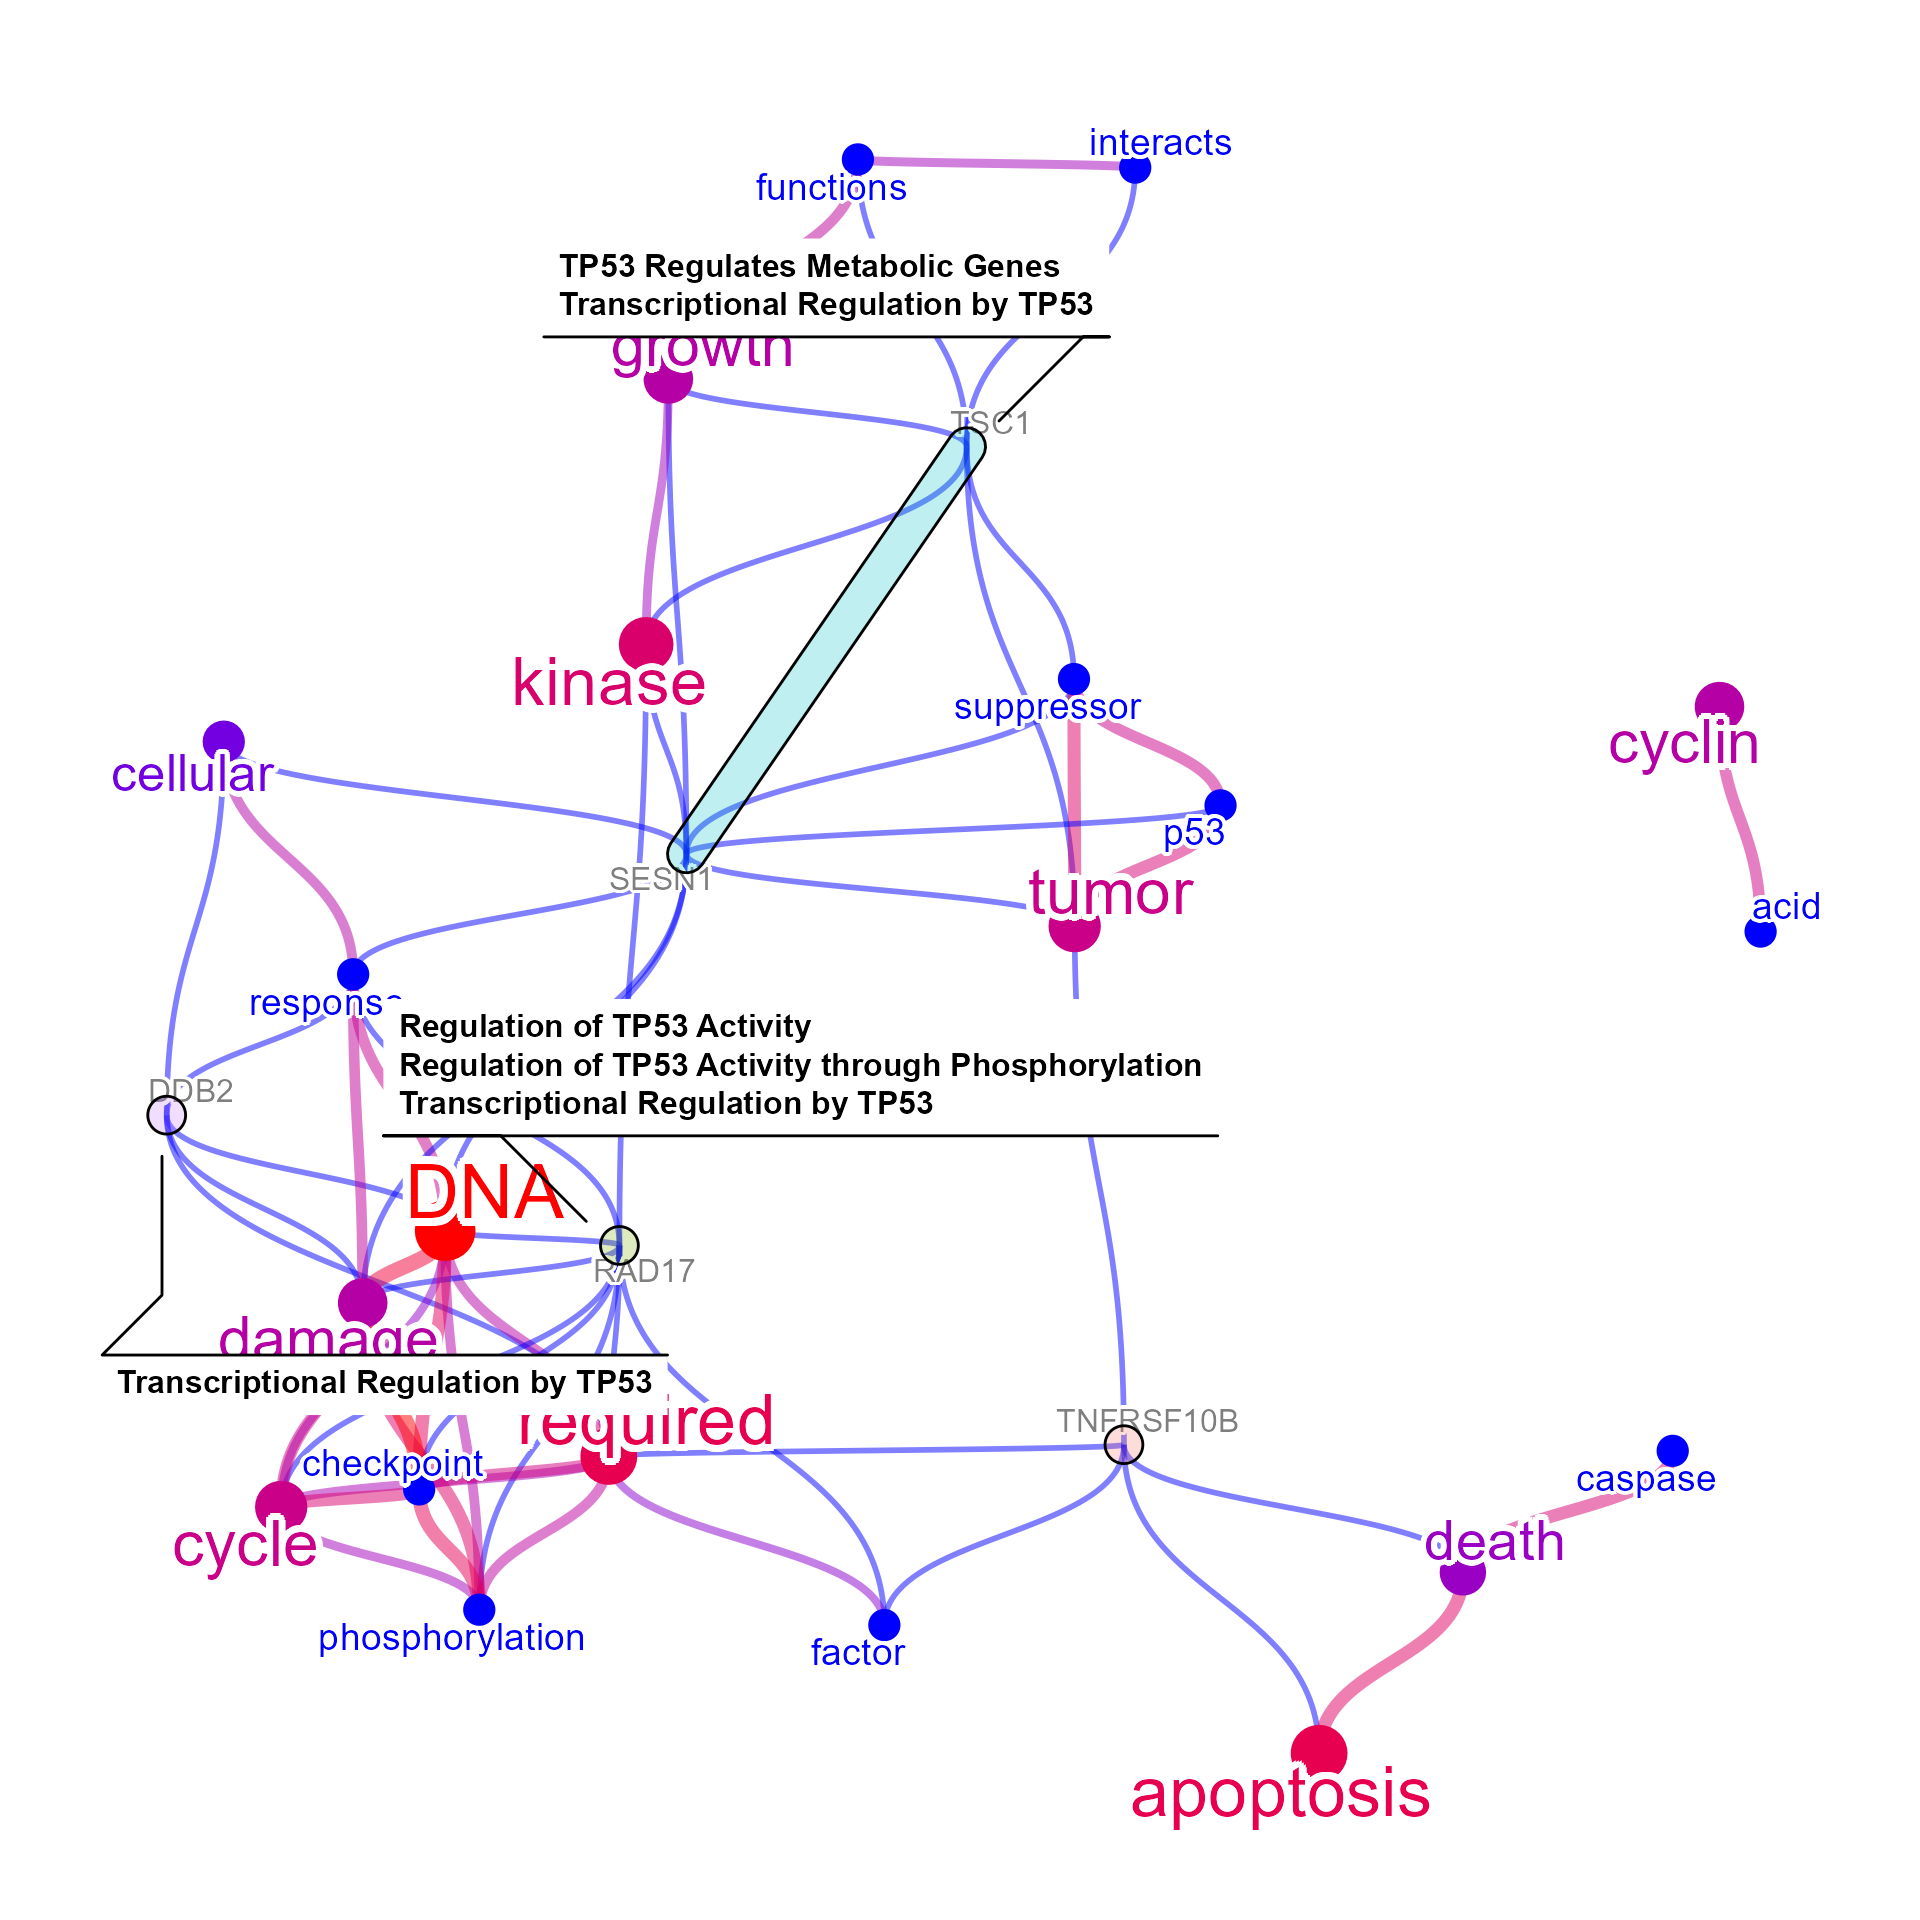 interacts
functions
TP53 Regulates Metabolic Genes
Transcriptional Regulation by TP53
growth
TSC1
kinase
suppressor
cyclin
cellular
p53
SESN1
tumor
acid
response
Regulation of TP53 Activity
Regulation of TP53 Activity through Phosphorylation
Transcriptional Regulation by TP53
DDB2
DNA
RAD17
damage
Transcriptional Regulation by TP53
required
TNFRSF10B
checkpoint
caspase
cycle
death
phosphorylation
factor
apoptosis